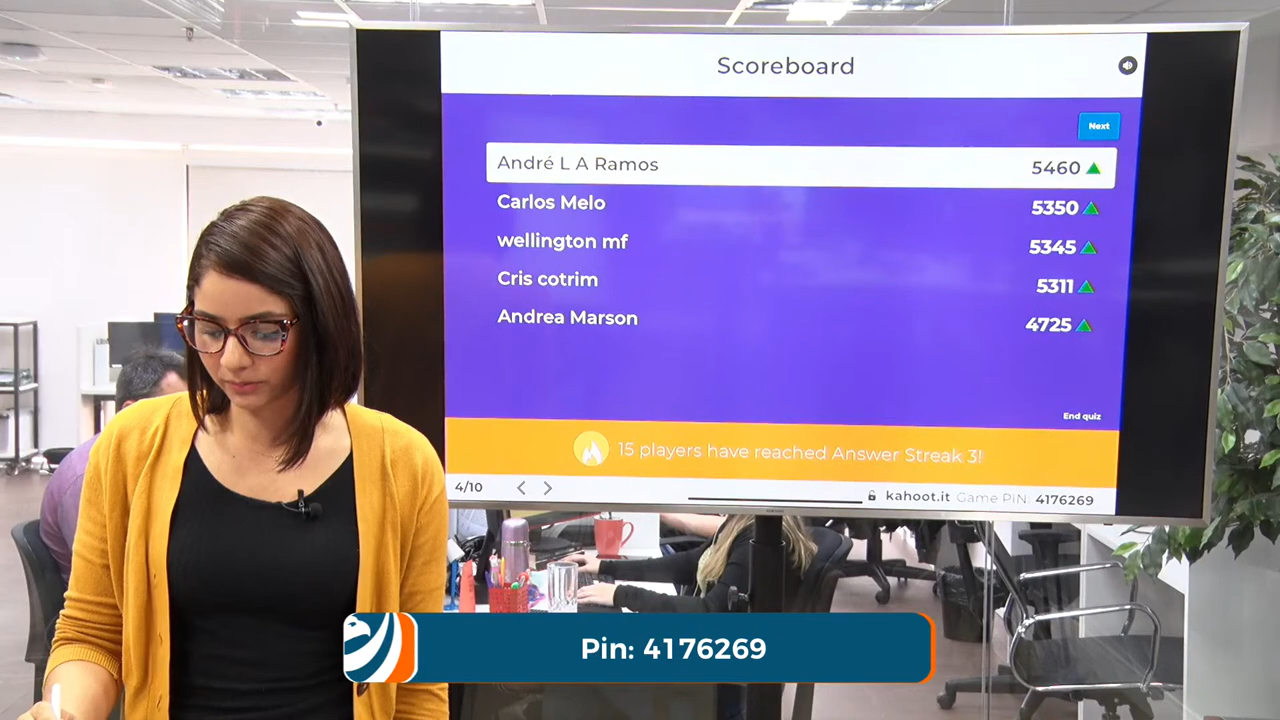 Scoreboard
Next
André L A Ramos 5460
Carlos Melo 5350
wellington mf 5345
Cris cotrim 5311
Andrea Marson 4725
End quiz
15 players have reached Answer Streak 3!
4/10
kahoot.it Game PIN: 4176269
Pin: 4176269